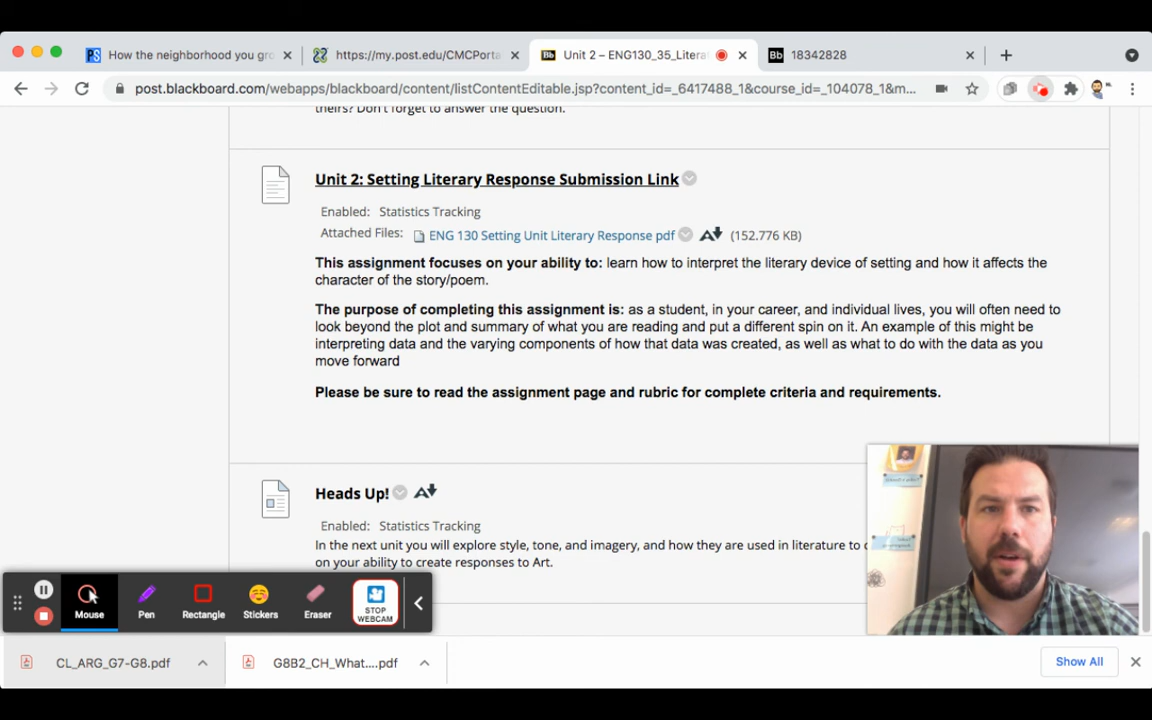 How the neighborhood you gro
https://my.post.edu/CMCPorta
Unit 2 – ENG130_35_Litera
Bb 18342828
post.blackboard.com/webapps/blackboard/content/listContentEditable.jsp?content_id=_6417488_1&course_id=_104078_1&m...
theirs? Don't forget to answer the question.
Unit 2: Setting Literary Response Submission Link
Enabled: Statistics Tracking
Attached Files: ENG 130 Setting Unit Literary Response pdf (152.776 KB)
This assignment focuses on your ability to: learn how to interpret the literary device of setting and how it affects the
character of the story/poem.
The purpose of completing this assignment is: as a student, in your career, and individual lives, you will often need to
look beyond the plot and summary of what you are reading and put a different spin on it. An example of this might be
interpreting data and the varying components of how that data was created, as well as what to do with the data as you
move forward
Please be sure to read the assignment page and rubric for complete criteria and requirements.
Heads Up!
Enabled: Statistics Tracking
In the next unit you will explore style, tone, and imagery, and how they are used in literature to
on your ability to create responses to Art.
Mouse
Pen
Rectangle
Stickers
Eraser
STOP
WEBCAM
CL_ARG_G7-G8.pdf
G8B2_CH_What....pdf
Show All